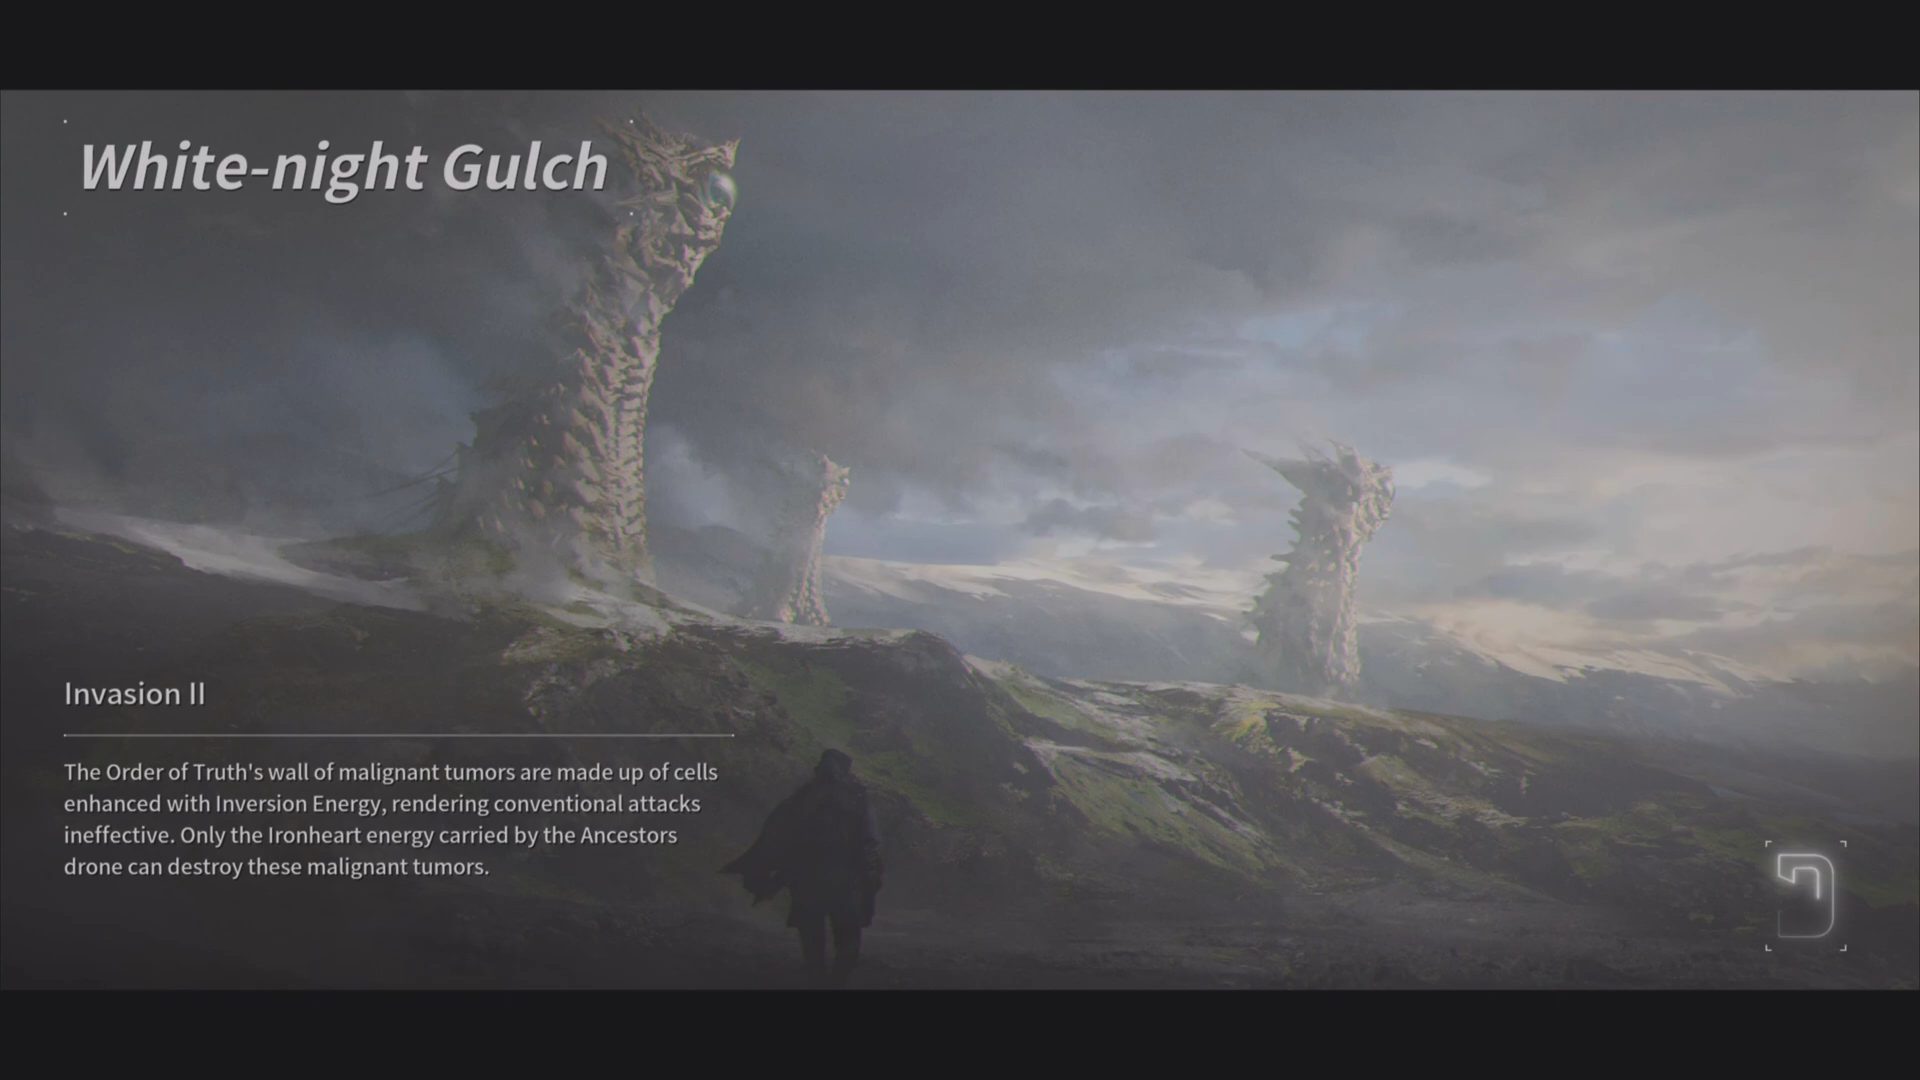 White-night Gulch
Invasion II
The Order of Truth's wall of malignant tumors are made up of cells
enhanced with Inversion Energy, rendering conventional attacks
ineffective. Only the Ironheart energy carried by the Ancestors
drone can destroy these malignant tumors.